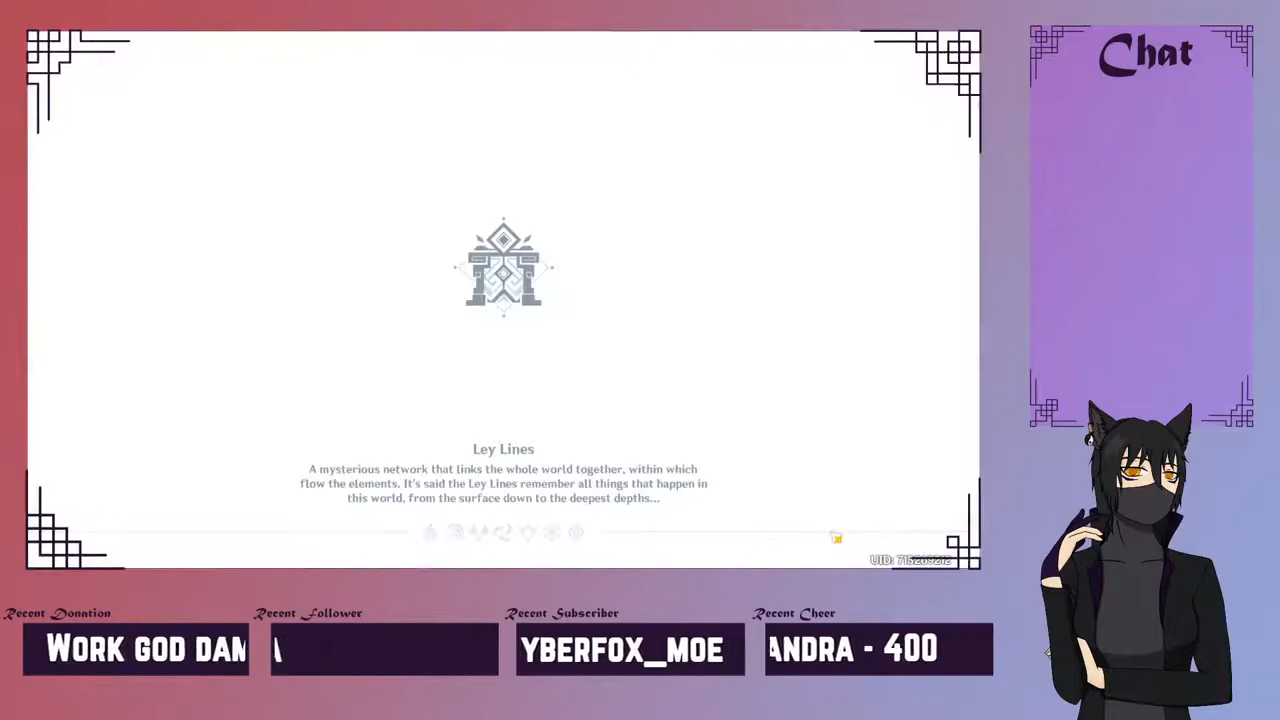 Chat
Ley Lines
A mysterious network that links the whole world together, within which
flow the elements. It's said the Ley Lines remember all things that happen in
this world, from the surface down to the deepest depths...
UID: 715269212
Recent Donation
Recent Follower
Recent Subscriber
Recent Cheer
Work god dam
YBERFOX_MOE
ANDRA - 400